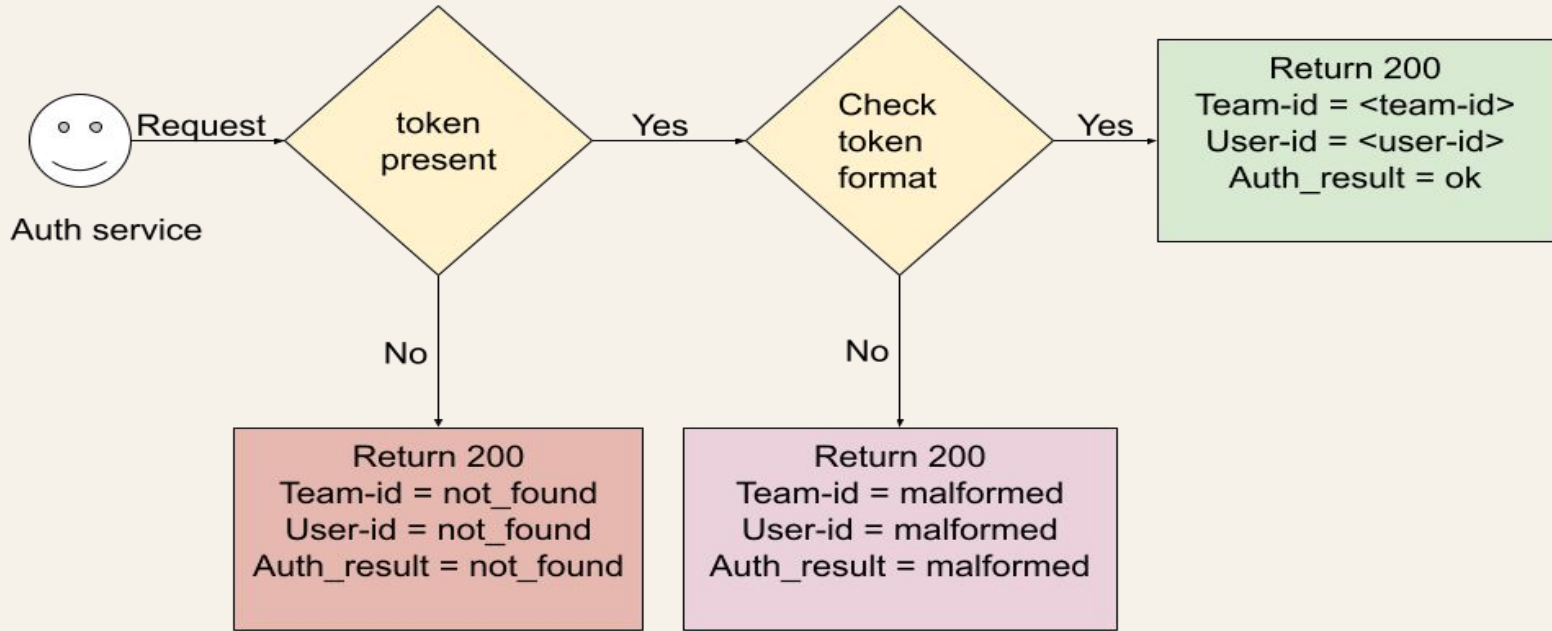 Request
token
present
Yes
Check
token
format
Yes
Return 200
Team-id = <team-id>
User-id = <user-id>
Auth_result = ok
Auth service
No
No
Return 200
Team-id = not_found
User-id = not_found
Auth_result = not_found
Return 200
Team-id = malformed
User-id = malformed
Auth_result = malformed